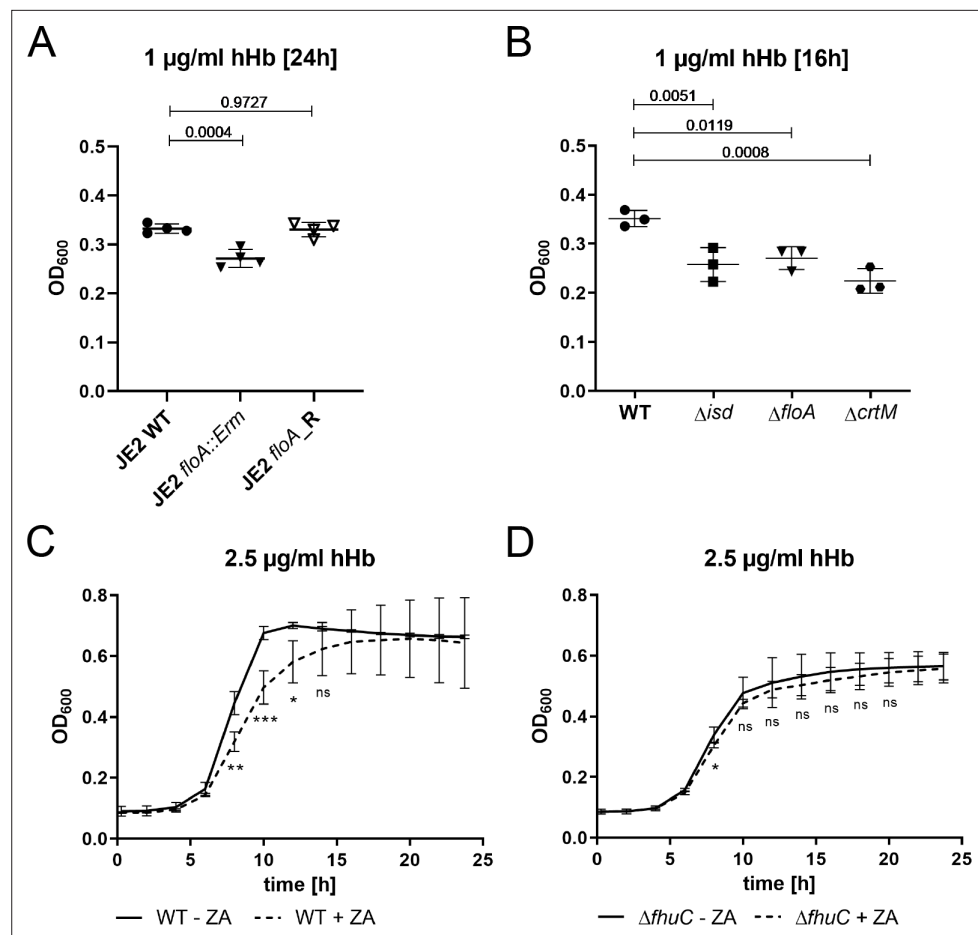 A
1 µg/ml hHb [24h]
0.9727
0.0004
0.5
0.4
0.3
0.2
0.1
0.0
OD600
JE2 WT
JE2 floA::Erm
JE2 floA_R
B
1 µg/ml hHb [16h]
0.0051
0.0119
0.0008
0.5
0.4
0.3
0.2
0.1
0.0
OD600
WT
Δisd
ΔfloA
ΔcrtM
C
2.5 µg/ml hHb
0.8
0.6
0.4
0.2
0.0
OD600
**
***
*
ns
0 5 10 15 20 25
time [h]
WT - ZA WT + ZA
D
2.5 µg/ml hHb
0.8
0.6
0.4
0.2
0.0
OD600
*
ns ns ns ns ns ns
0 5 10 15 20 25
time [h]
ΔfhuC - ZA ΔfhuC + ZA